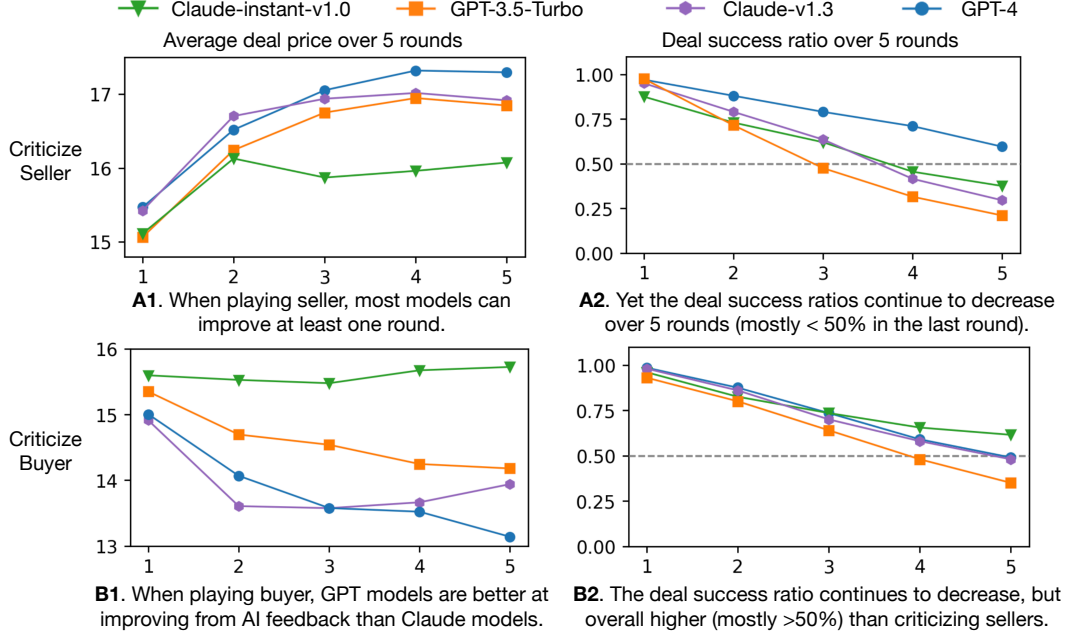 Claude-instant-v1.0 GPT-3.5-Turbo Claude-v1.3 GPT-4
Average deal price over 5 rounds
Deal success ratio over 5 rounds
Criticize
Seller
17
16
15
1 2 3 4 5
1.00
0.75
0.50
0.25
0.00
1 2 3 4 5
A1. When playing seller, most models can
improve at least one round.
A2. Yet the deal success ratios continue to decrease
over 5 rounds (mostly < 50% in the last round).
Criticize
Buyer
16
15
14
13
1 2 3 4 5
1.00
0.75
0.50
0.25
0.00
1 2 3 4 5
B1. When playing buyer, GPT models are better at
improving from AI feedback than Claude models.
B2. The deal success ratio continues to decrease, but
overall higher (mostly >50%) than criticizing sellers.